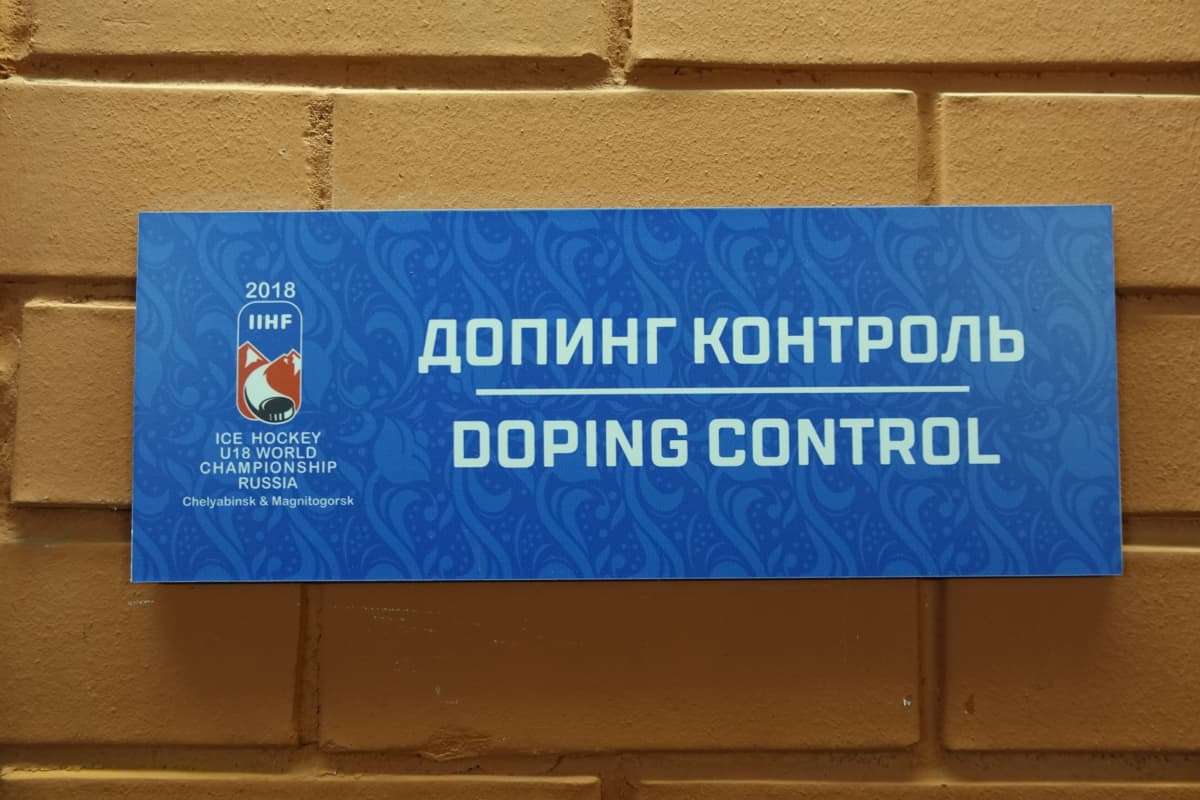 2018
IIHF
ICE HOCKEY
U18 WORLD
CHAMPIONSHIP
RUSSIA
Chelyabinsk & Magnitogorsk
ДОПИНГ КОНТРОЛЬ
DOPING CONTROL